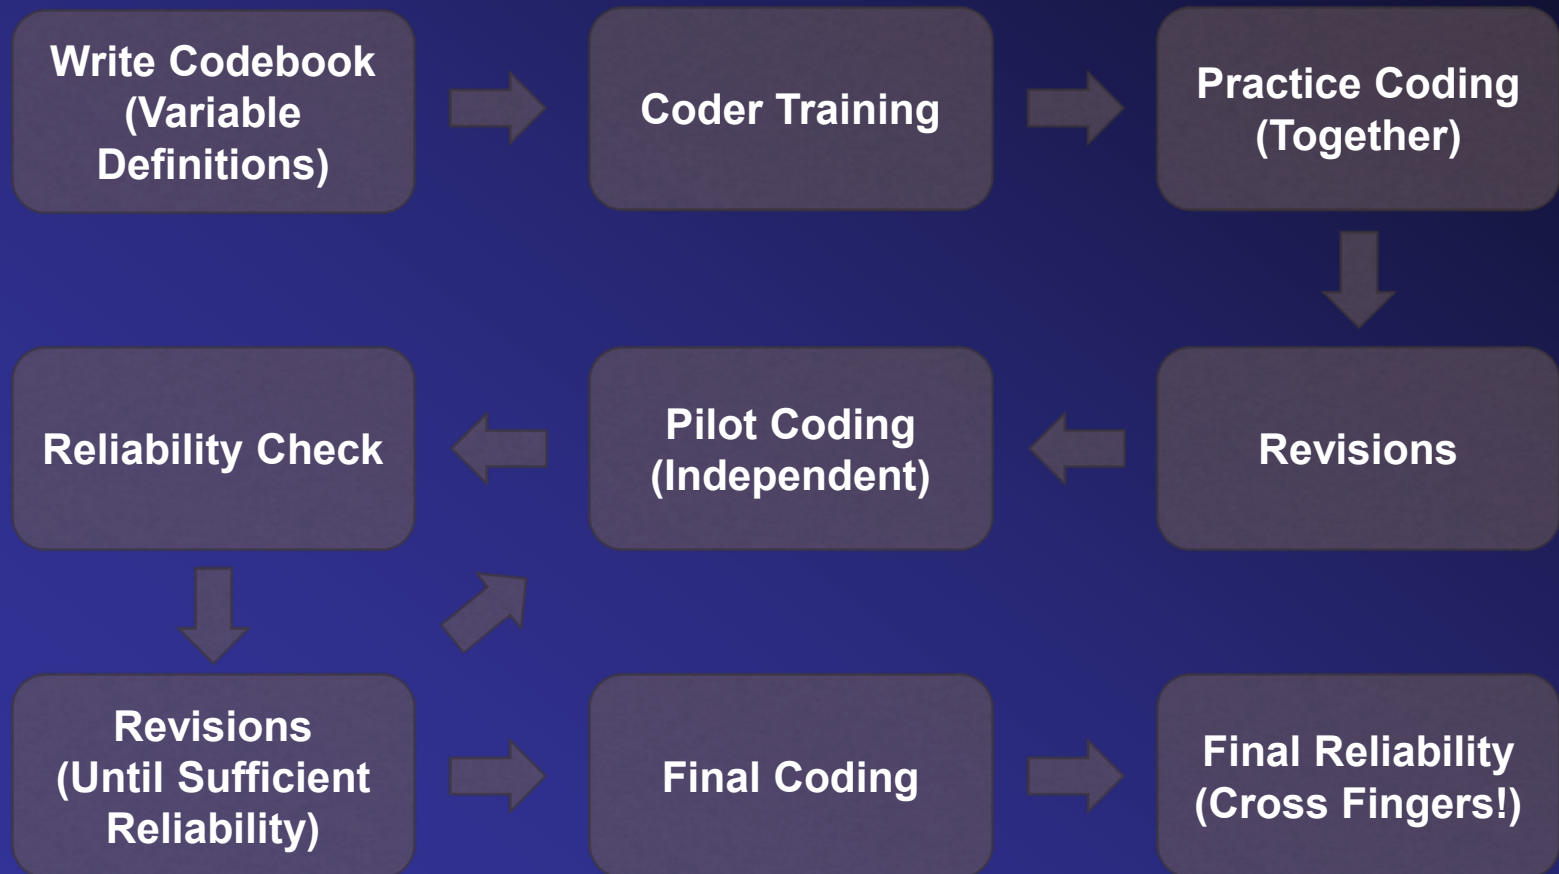 Write Codebook
(Variable
Definitions)
Coder Training
Practice Coding
(Together)
Revisions
Pilot Coding
(Independent)
Reliability Check
Revisions
(Until Sufficient
Reliability)
Final Coding
Final Reliability
(Cross Fingers!)